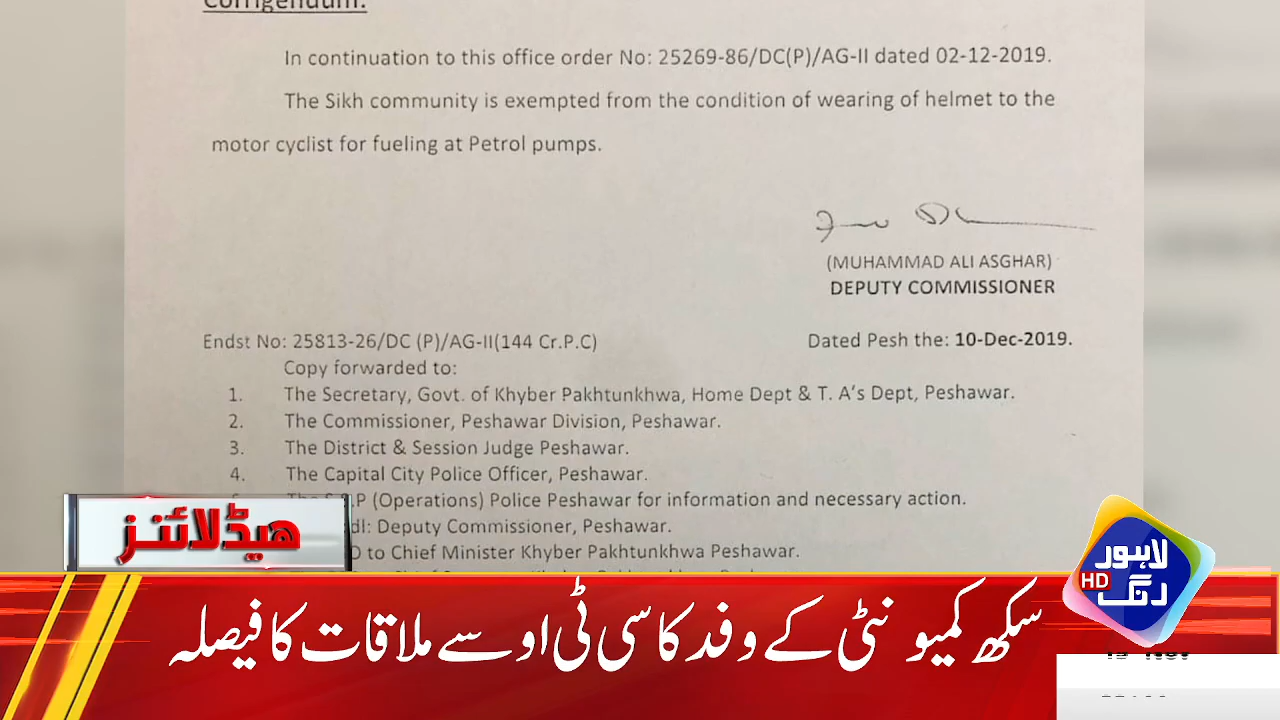 Corrigendum:
In continuation to this office order No: 25269-86/DC(P)/AG-II dated 02-12-2019.
The Sikh community is exempted from the condition of wearing of helmet to the
motor cyclist for fueling at Petrol pumps.
(MUHAMMAD ALI ASGHAR)
DEPUTY COMMISSIONER
Endst No: 25813-26/DC (P)/AG-II(144 Cr.P.C)
Dated Pesh the: 10-Dec-2019.
Copy forwarded to:
1. The Secretary, Govt. of Khyber Pakhtunkhwa, Home Dept & T. A's Dept, Peshawar.
2. The Commissioner, Peshawar Division, Peshawar.
3. The District & Session Judge Peshawar.
4. The Capital City Police Officer, Peshawar.
(Operations) Police Peshawar for information and necessary action.
Deputy Commissioner, Peshawar.
to Chief Minister Khyber Pakhtunkhwa Peshawar.
ہیڈلائنز
لاہور
رنگ
HD
سکھ کمیونٹی کے وفد کا سی ٹی او سے ملاقات کا فیصلہ